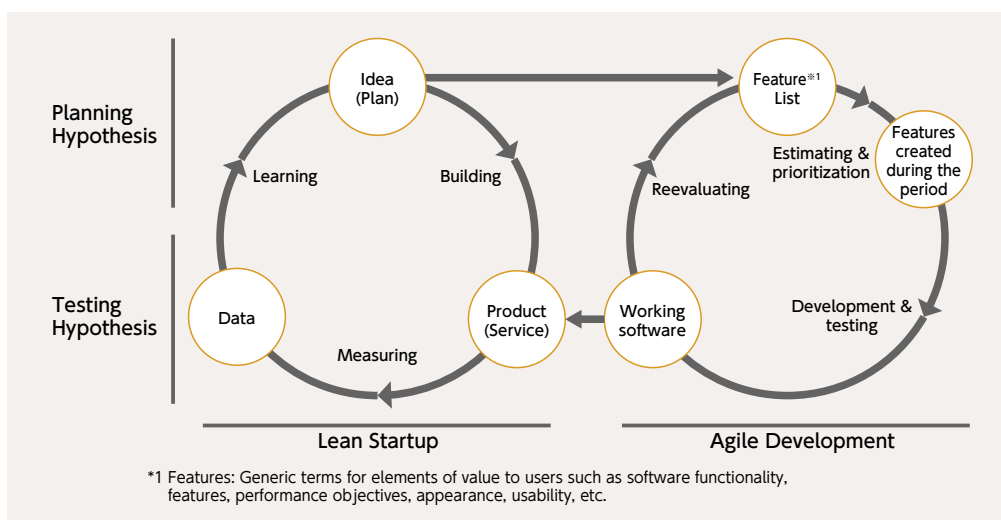 Planning
Hypothesis
Testing
Hypothesis
Idea
(Plan)
Learning
Building
Data
Product
(Service)
Measuring
Lean Startup
Feature※1
List
Features
created
during the
period
Estimating &
prioritization
Reevaluating
Working
software
Development &
testing
Agile Development
*1 Features: Generic terms for elements of value to users such as software functionality,
features, performance objectives, appearance, usability, etc.